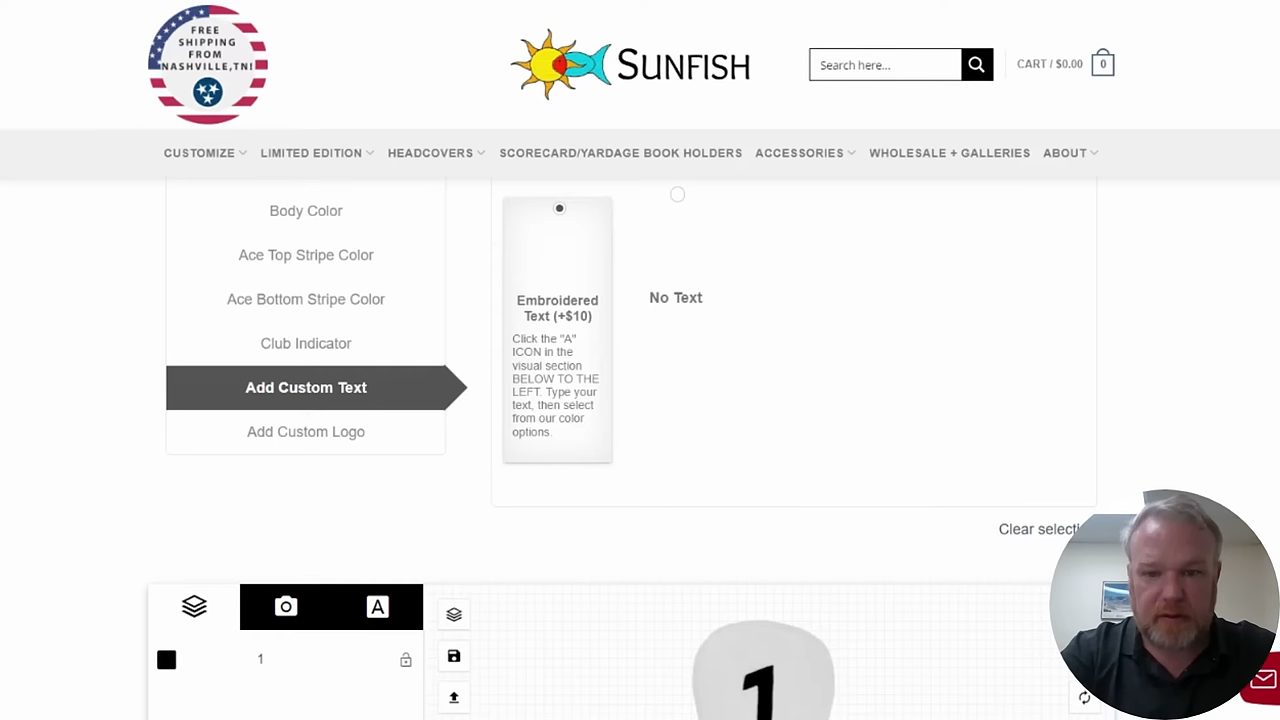 FREE
SHIPPING
FROM
NASHVILLE,TN!
SUNFISH
Search here...
CART / $0.00
0
CUSTOMIZE
LIMITED EDITION
HEADCOVERS
SCORECARD/YARDAGE BOOK HOLDERS
ACCESSORIES
WHOLESALE + GALLERIES
ABOUT
Body Color
Ace Top Stripe Color
Ace Bottom Stripe Color
Club Indicator
Add Custom Text
Add Custom Logo
Embroidered
Text (+$10)
Click the "A"
ICON in the
visual section
BELOW TO THE
LEFT. Type your
text, then select
from our color
options.
No Text
Clear selecti
A
1
1